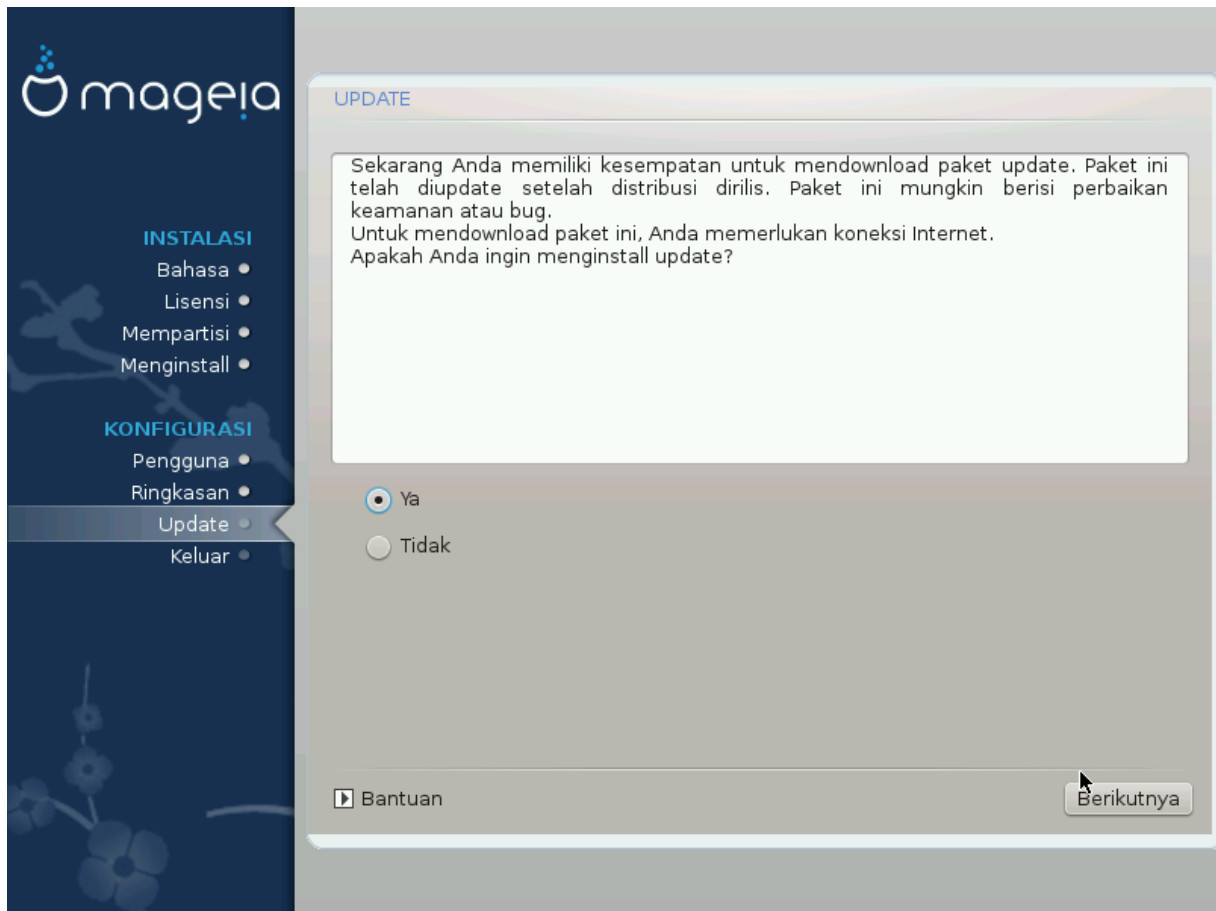 mageia
INSTALASI
Bahasa
Lisensi
Mempartisi
Menginstall
KONFIGURASI
Pengguna
Ringkasan
Update
Keluar
UPDATE
Sekarang Anda memiliki kesempatan untuk mendownload paket update. Paket ini
telah diupdate setelah distribusi dirilis. Paket ini mungkin berisi perbaikan
keamanan atau bug.
Untuk mendownload paket ini, Anda memerlukan koneksi Internet.
Apakah Anda ingin menginstall update?
Ya
Tidak
Bantuan
Berikutnya